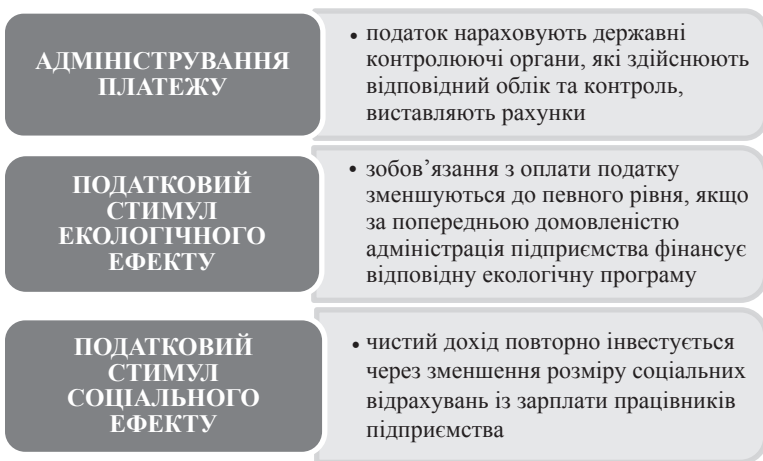 АДМІНІСТРУВАННЯ
ПЛАТЕЖУ
• податок нараховують державні
контролюючі органи, які здійснюють
відповідний облік та контроль,
виставляють рахунки
ПОДАТКОВИЙ
СТИМУЛ
ЕКОЛОГІЧНОГО
ЕФЕКТУ
• зобов’язання з оплати податку
зменшуються до певного рівня, якщо
за попередньою домовленістю
адміністрація підприємства фінансує
відповідну екологічну програму
ПОДАТКОВИЙ
СТИМУЛ
СОЦІАЛЬНОГО
ЕФЕКТУ
• чистий дохід повторно інвестується
через зменшення розміру соціальних
відрахувань із зарплати працівників
підприємства